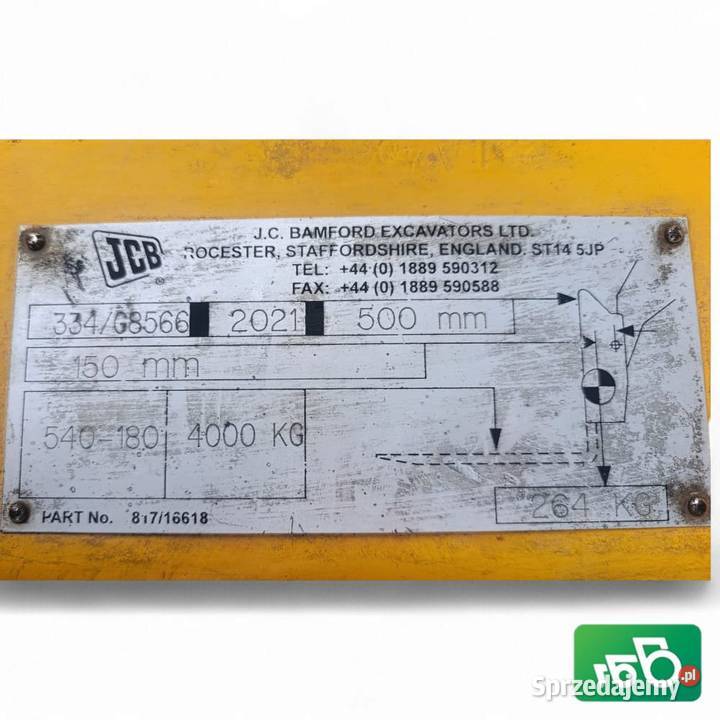 JCB
®
J.C. BAMFORD EXCAVATORS LTD.
ROCESTER, STAFFORDSHIRE, ENGLAND. ST14 5JP
TEL: +44 (0) 1889 590312
FAX: +44 (0) 1889 590588
334/G8566 2021 500 mm
150 mm
540-180 4000 KG
264 KG
PART No. 817/16618
.pl
Sprzedajemy